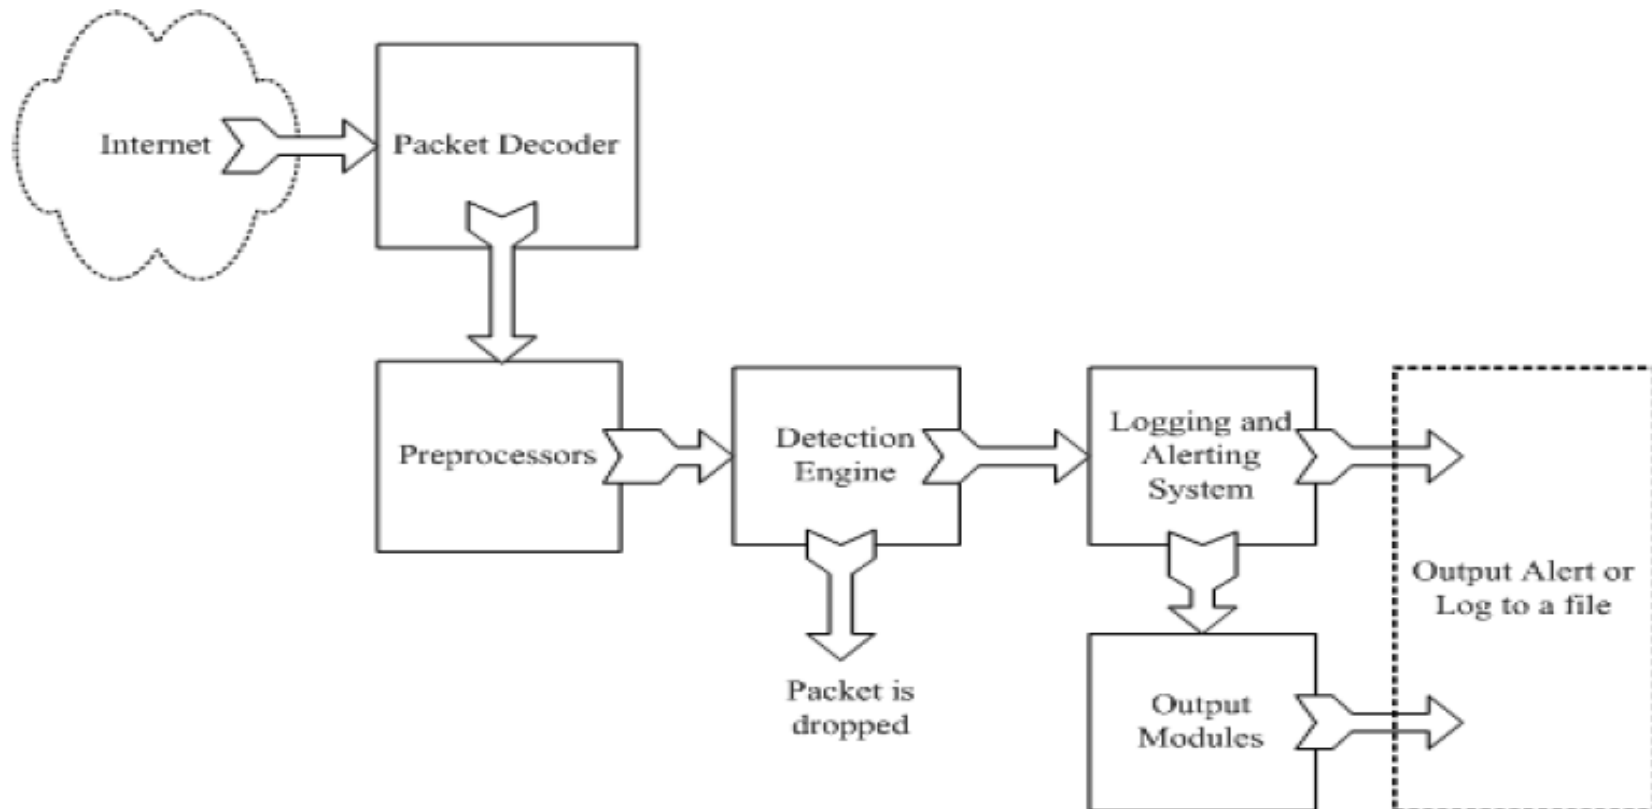 Internet
Packet Decoder
Preprocessors
Detection
Engine
Logging and
Alerting
System
Output Alert or
Log to a file
Packet is
dropped
Output
Modules